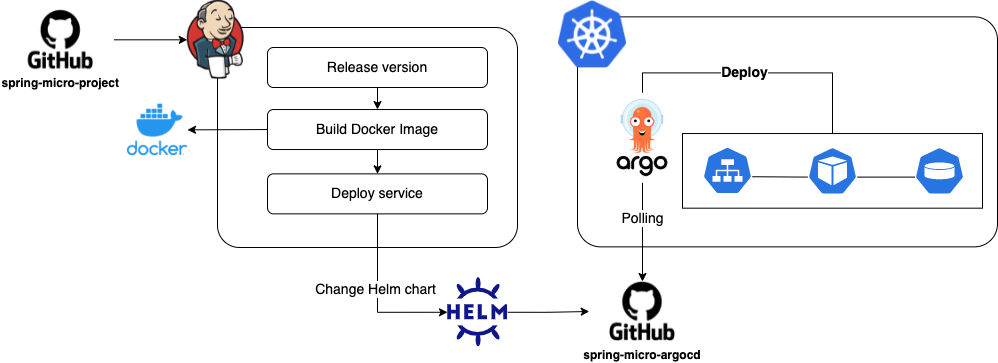 GitHub
spring-micro-project
Release version
Build Docker Image
docker
Deploy service
Change Helm chart
HELM
Deploy
argo
Polling
GitHub
spring-micro-argocd